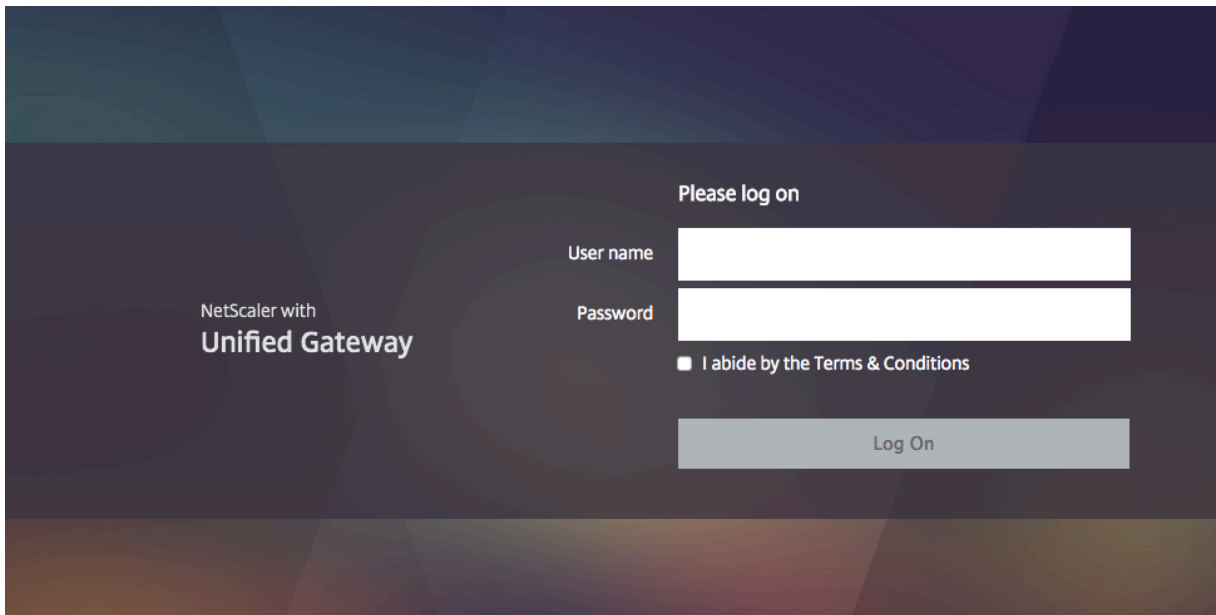 Please log on
User name
NetScaler with
Unified Gateway
Password
I abide by the Terms & Conditions
Log On